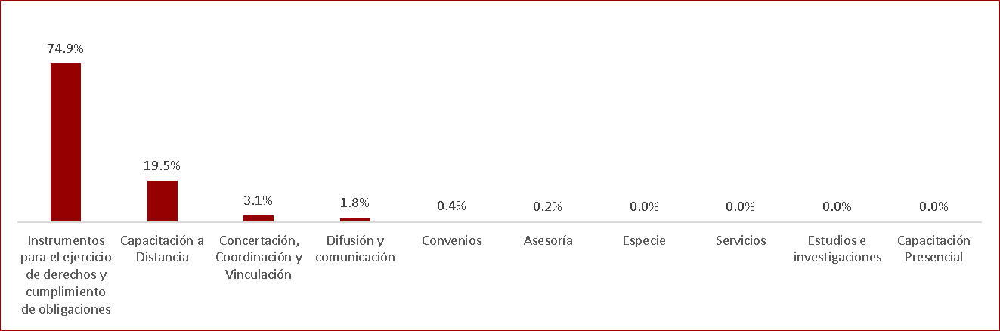 74.9%
19.5%
3.1%
1.8%
0.4%
0.2%
0.0%
0.0%
0.0%
0.0%
Instrumentos
para el ejercicio
de derechos y
cumplimiento
de obligaciones
Capacitación a
Distancia
Concertación,
Coordinación y
Vinculación
Difusión y
comunicación
Convenios
Asesoría
Especie
Servicios
Estudios e
investigaciones
Capacitación
Presencial